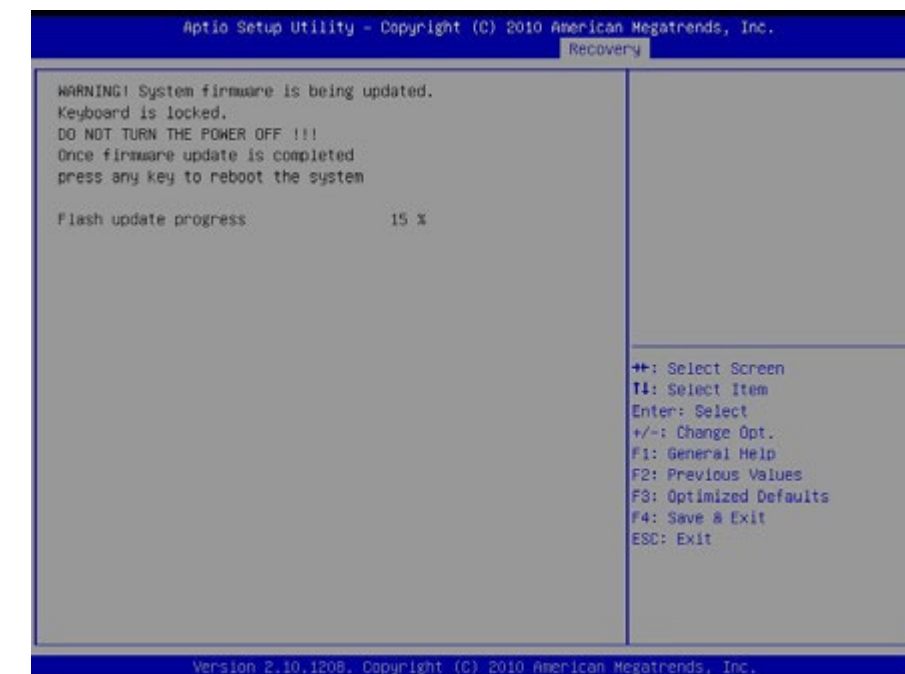 Aptio Setup Utility - Copyright (C) 2010 American Megatrends, Inc.
Recovery
WARNING! System firmware is being updated.
Keyboard is locked.
DO NOT TURN THE POWER OFF !!!
Once firmware update is completed
press any key to reboot the system
Flash update progress 15 %
→←: Select Screen
↑↓: Select Item
Enter: Select
+/-: Change Opt.
F1: General Help
F2: Previous Values
F3: Optimized Defaults
F4: Save & Exit
ESC: Exit
Version 2.10.1208. Copyright (C) 2010 American Megatrends, Inc.